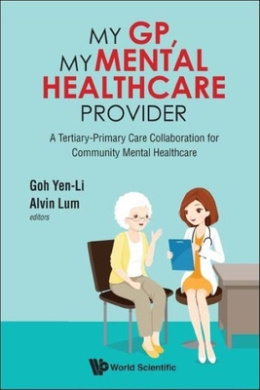 MY GP,
MY MENTAL
HEALTHCARE
PROVIDER
A Tertiary-Primary Care Collaboration for
Community Mental Healthcare
Goh Yen-Li
Alvin Lum
editors
World Scientific